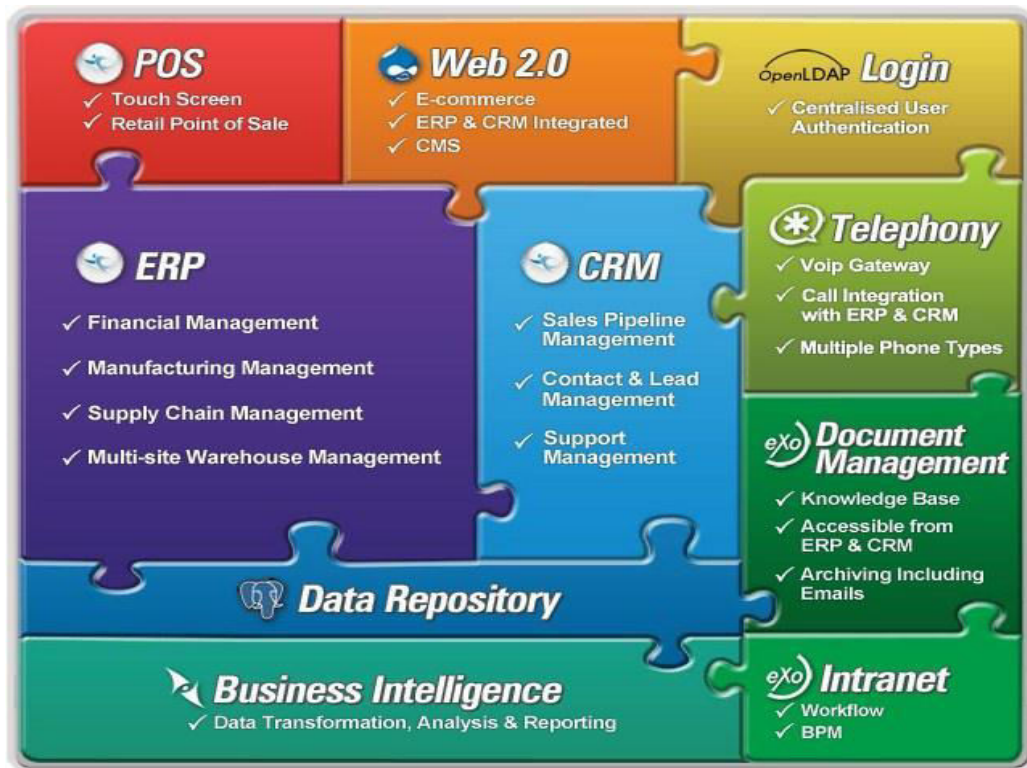 POS
Touch Screen
Retail Point of Sale
Web 2.0
E-commerce
ERP & CRM Integrated
CMS
OpenLDAP Login
Centralised User
Authentication
ERP
Financial Management
Manufacturing Management
Supply Chain Management
Multi-site Warehouse Management
CRM
Sales Pipeline
Management
Contact & Lead
Management
Support
Management
Telephony
Voip Gateway
Call Integration
with ERP & CRM
Multiple Phone Types
eXo Document
Management
Knowledge Base
Accessible from
ERP & CRM
Archiving Including
Emails
Data Repository
Business Intelligence
Data Transformation, Analysis & Reporting
eXo Intranet
Workflow
BPM